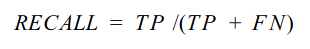 RECALL = TP /(TP + FN)